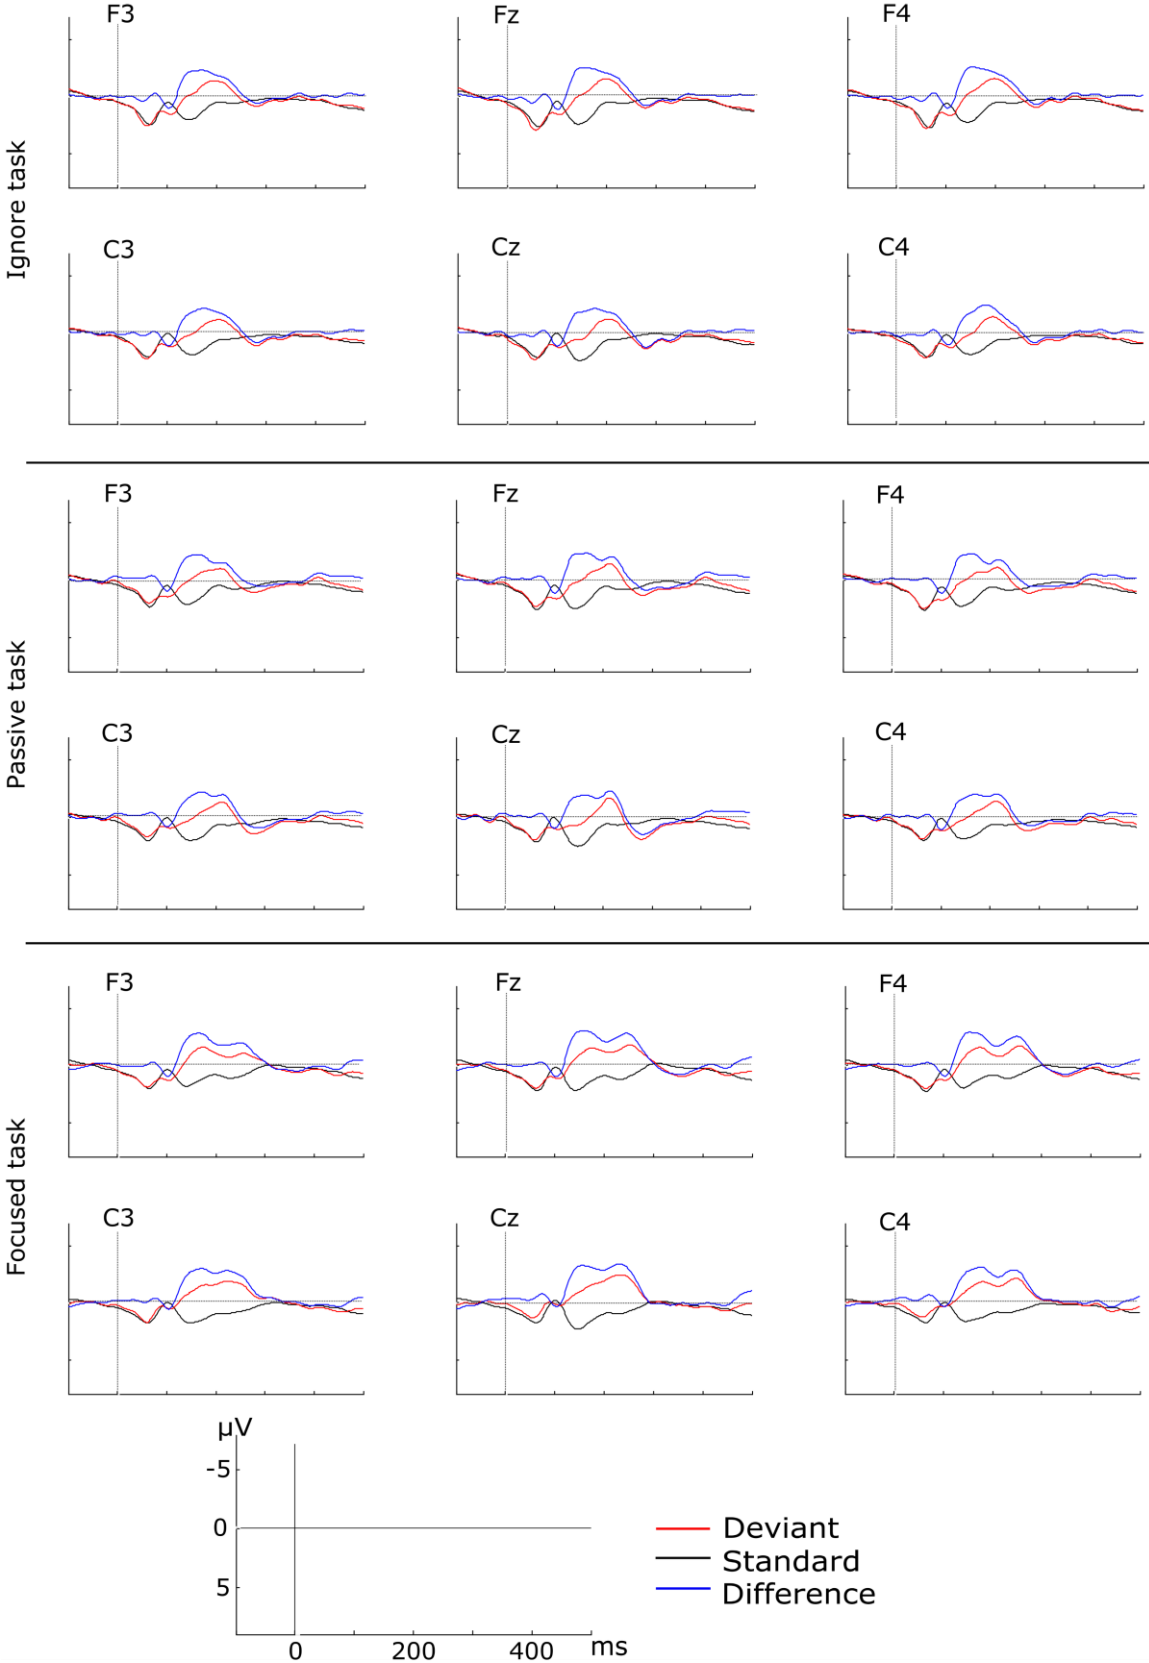 F3 Fz F4
Ignore task
C3 Cz C4
F3 Fz F4
Passive task
C3 Cz C4
F3 Fz F4
Focused task
C3 Cz C4
µV
-5
0
5
0 200 400 ms
Deviant
Standard
Difference